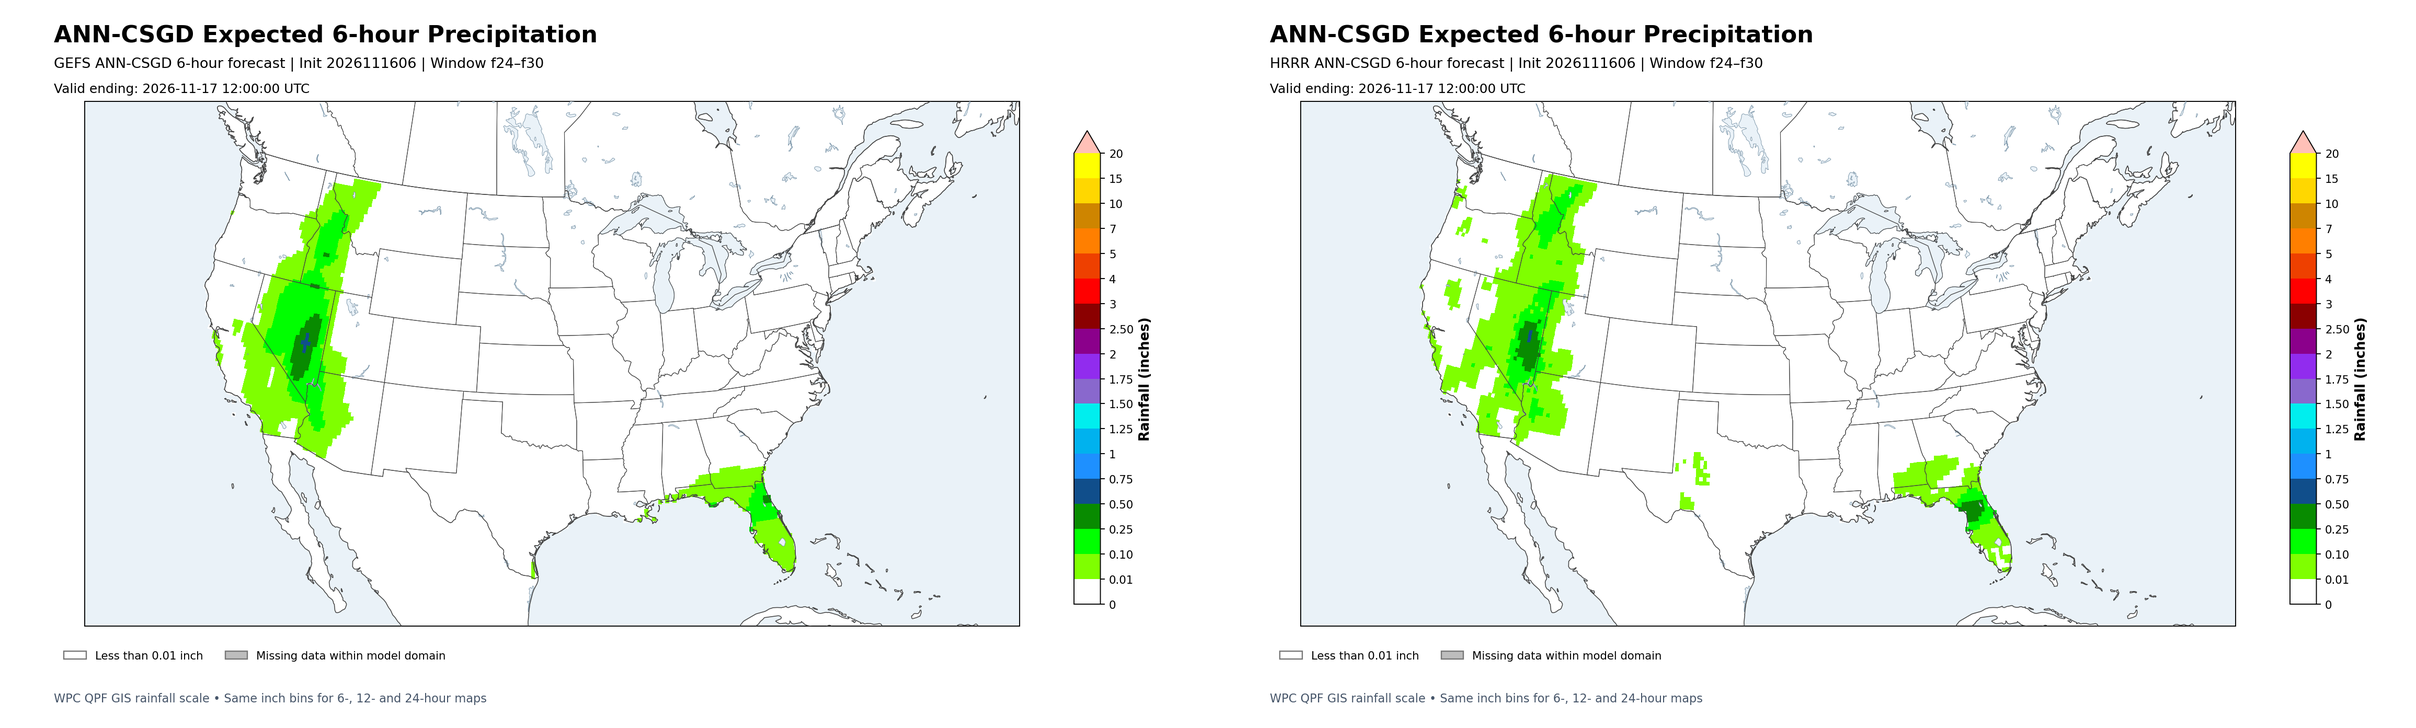 ANN-CSGD Expected 6-hour Precipitation
GEFS ANN-CSGD 6-hour forecast | Init 2026111606 | Window f24–f30
Valid ending: 2026-11-17 12:00:00 UTC
20
15
10
7
5
4
3
2.50
2
1.75
1.50
1.25
1
0.75
0.50
0.25
0.10
0.01
0
Rainfall (inches)
Less than 0.01 inch
Missing data within model domain
WPC QPF GIS rainfall scale • Same inch bins for 6-, 12- and 24-hour maps
ANN-CSGD Expected 6-hour Precipitation
HRRR ANN-CSGD 6-hour forecast | Init 2026111606 | Window f24–f30
Valid ending: 2026-11-17 12:00:00 UTC
20
15
10
7
5
4
3
2.50
2
1.75
1.50
1.25
1
0.75
0.50
0.25
0.10
0.01
0
Rainfall (inches)
Less than 0.01 inch
Missing data within model domain
WPC QPF GIS rainfall scale • Same inch bins for 6-, 12- and 24-hour maps